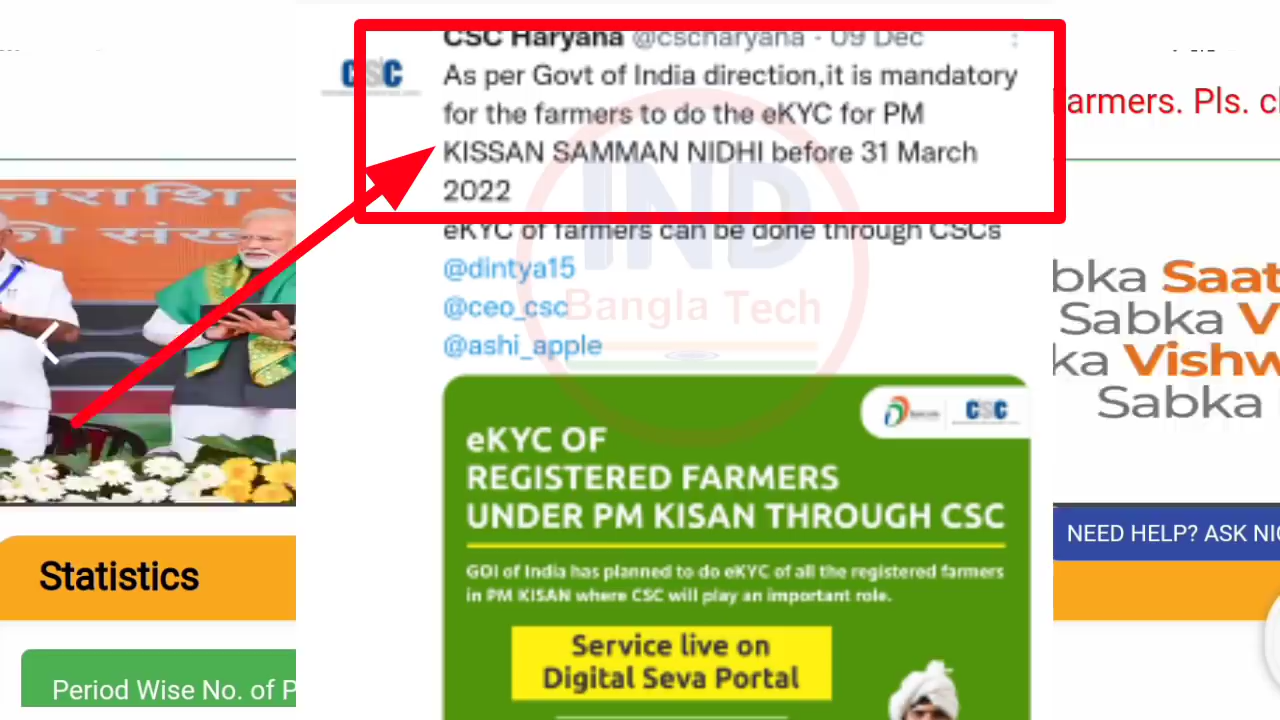 CSC Haryana @cscharyana · 09 Dec
CSC
As per Govt of India direction,it is mandatory
for the farmers to do the eKYC for PM
KISSAN SAMMAN NIDHI before 31 March
2022
eKYC of farmers can be done through CSCs
@dintya15
@ceo_csc
@ashi_apple
IND
Bangla Tech
CSC
eKYC OF
REGISTERED FARMERS
UNDER PM KISAN THROUGH CSC
GOI of India has planned to do eKYC of all the registered farmers
in PM KISAN where CSC will play an important role.
Service live on
Digital Seva Portal
नराशि
की संख
Statistics
Period Wise No. of P
armers. Pls. cl
bka Saat
Sabka V
ka Vishw
Sabka
NEED HELP? ASK NIC